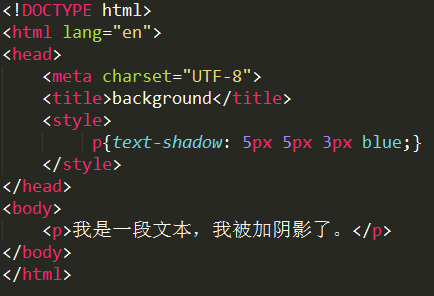 <!DOCTYPE html>
<html lang="en">
<head>
    <meta charset="UTF-8">
    <title>background</title>
    <style>
         p{text-shadow: 5px 5px 3px blue;}
    </style>
</head>
<body>
    <p>我是一段文本，我被加阴影了。</p>
</body>
</html>